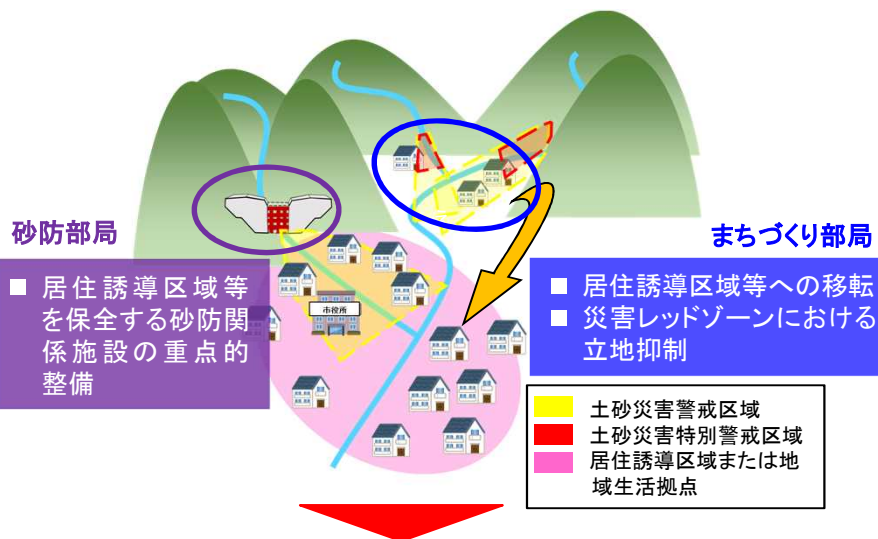 砂防部局
■ 居住誘導区域等
を保全する砂防関
係施設の重点的
整備
市役所
まちづくり部局
■ 居住誘導区域等への移転
■ 災害レッドゾーンにおける
立地抑制
土砂災害警戒区域
土砂災害特別警戒区域
居住誘導区域または地
域生活拠点